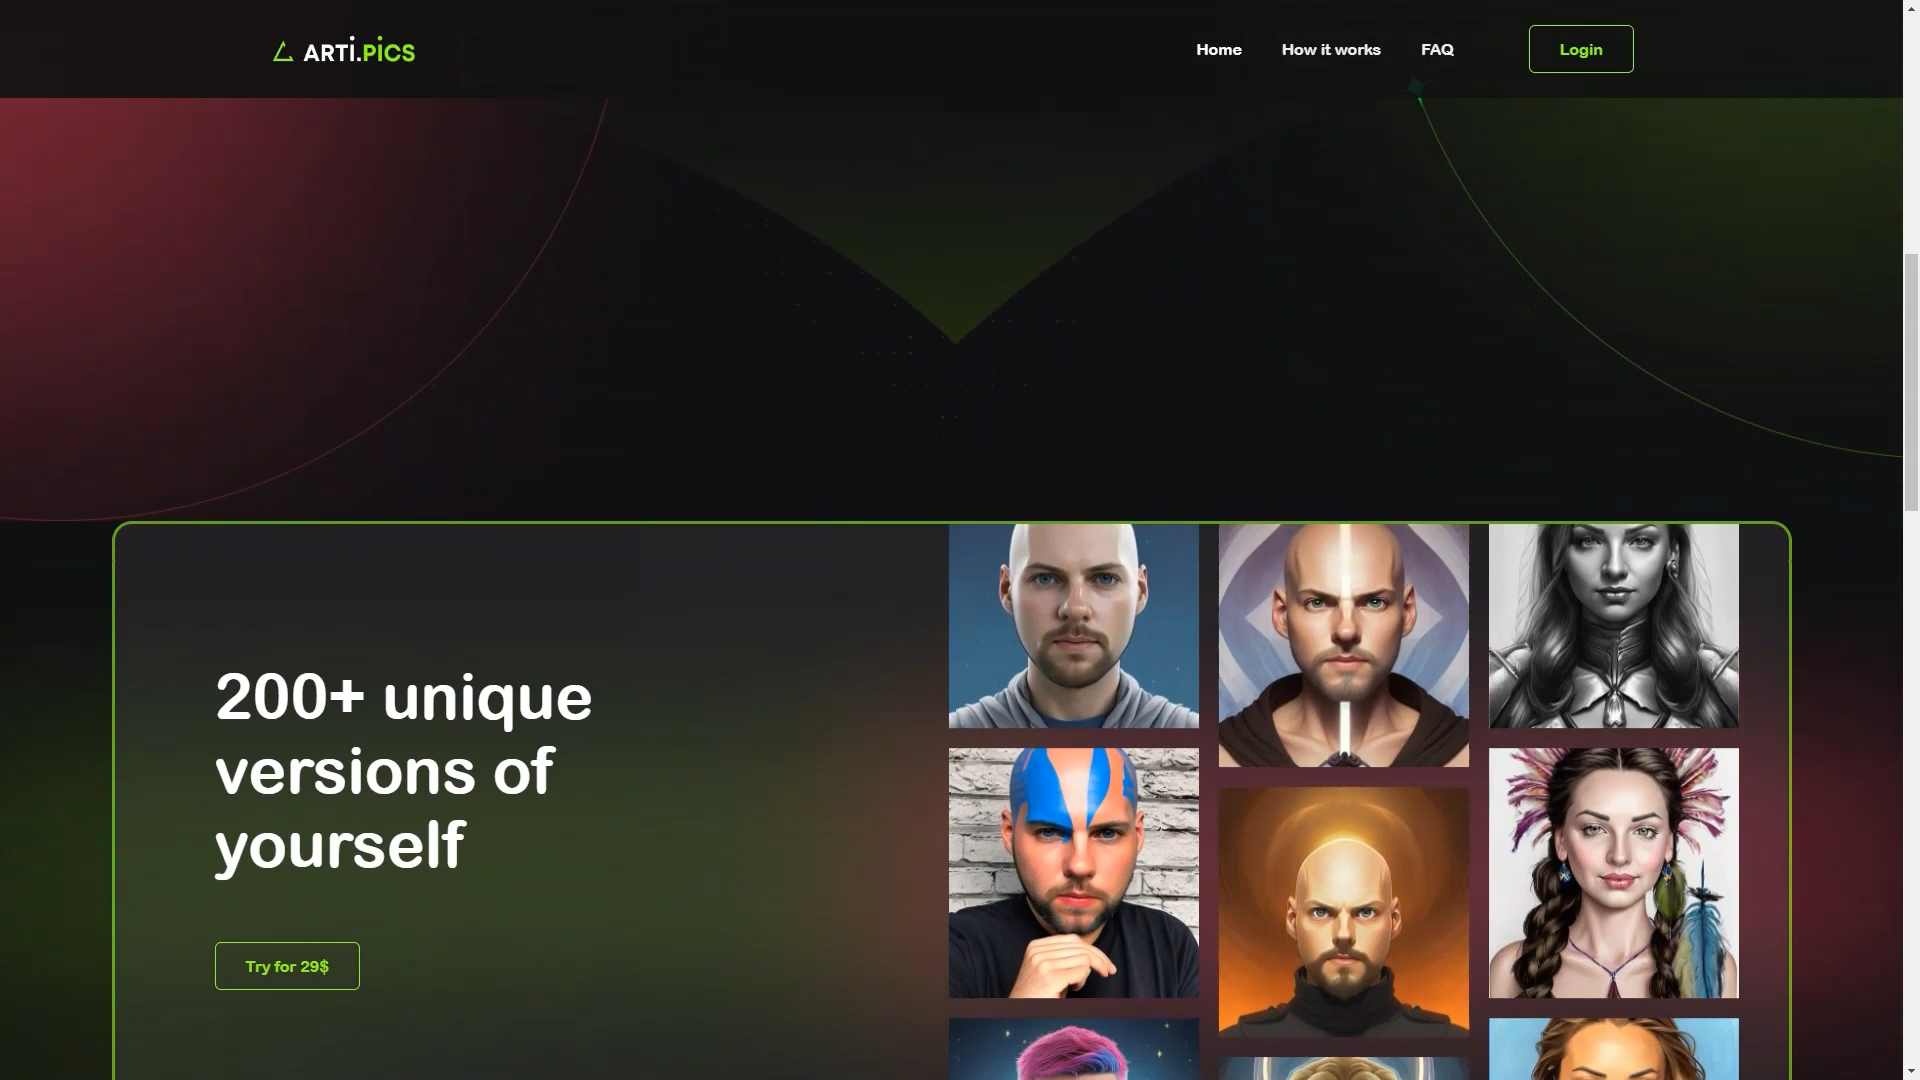 ARTi.PiCS
Home
How it works
FAQ
Login
200+ unique
versions of
yourself
Try for 29$